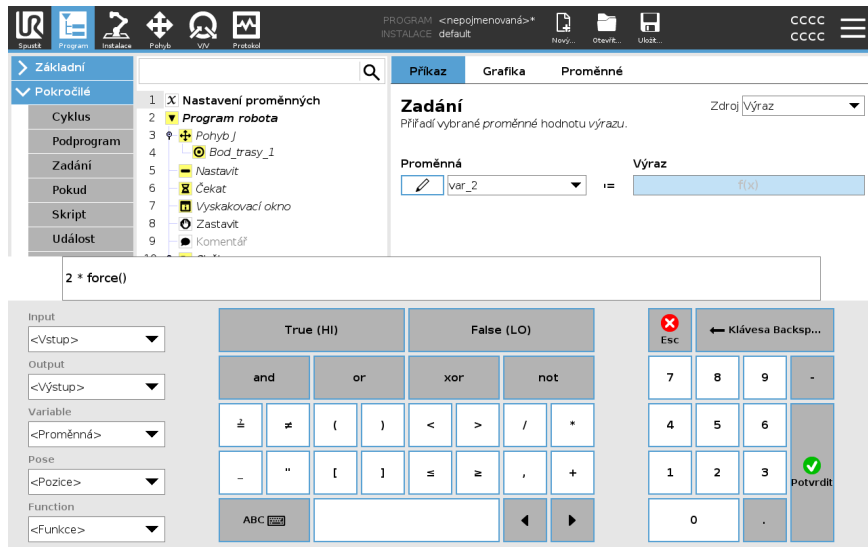 PROGRAM <nepojmenovaná>*
INSTALACE default
CCCC
CCCC
Spustit
Program
Instalace
Pohyb
V/V
Protokol
Nový...
Otevřít...
Uložit...
Základní
Pokročilé
Cyklus
Podprogram
Zadání
Pokud
Skript
Událost
1 X Nastavení proměnných
2 Program robota
3 Pohyb J
4 Bod_trasy_1
5 Nastavit
6 Čekat
7 Vyskakovací okno
8 Zastavit
9 Komentář
Příkaz Grafika Proměnné
Zadání
Zdroj Výraz
Přiřadí vybrané proměnné hodnotu výrazu.
Proměnná Výraz
var_2 := f(x)
2 * force()
Input
<Vstup>
Output
<Výstup>
Variable
<Proměnná>
Pose
<Pozice>
Function
<Funkce>
True (HI) False (LO)
and or xor not
≟ ≠ ( ) < > / *
_ " [ ] ≤ ≥ , +
ABC
Esc
Klávesa Backsp...
7 8 9 -
4 5 6
1 2 3
Potvrdit
0 .